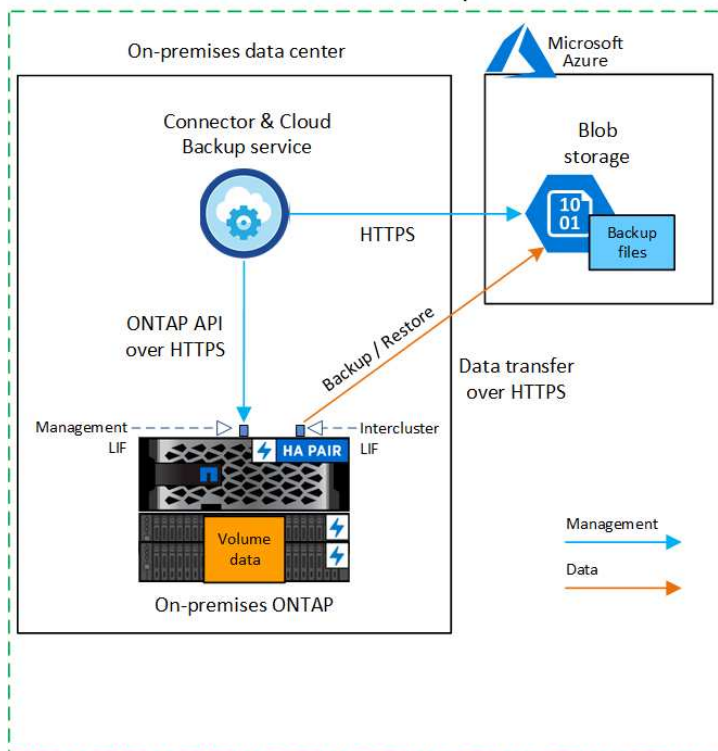 On-premises data center
Microsoft
Azure
Connector & Cloud
Backup service
Blob
storage
10
01
HTTPS
Backup
files
ONTAP API
over HTTPS
Backup / Restore
Data transfer
over HTTPS
Management
LIF
Intercluster
LIF
HA PAIR
Volume
data
Management
Data
On-premises ONTAP